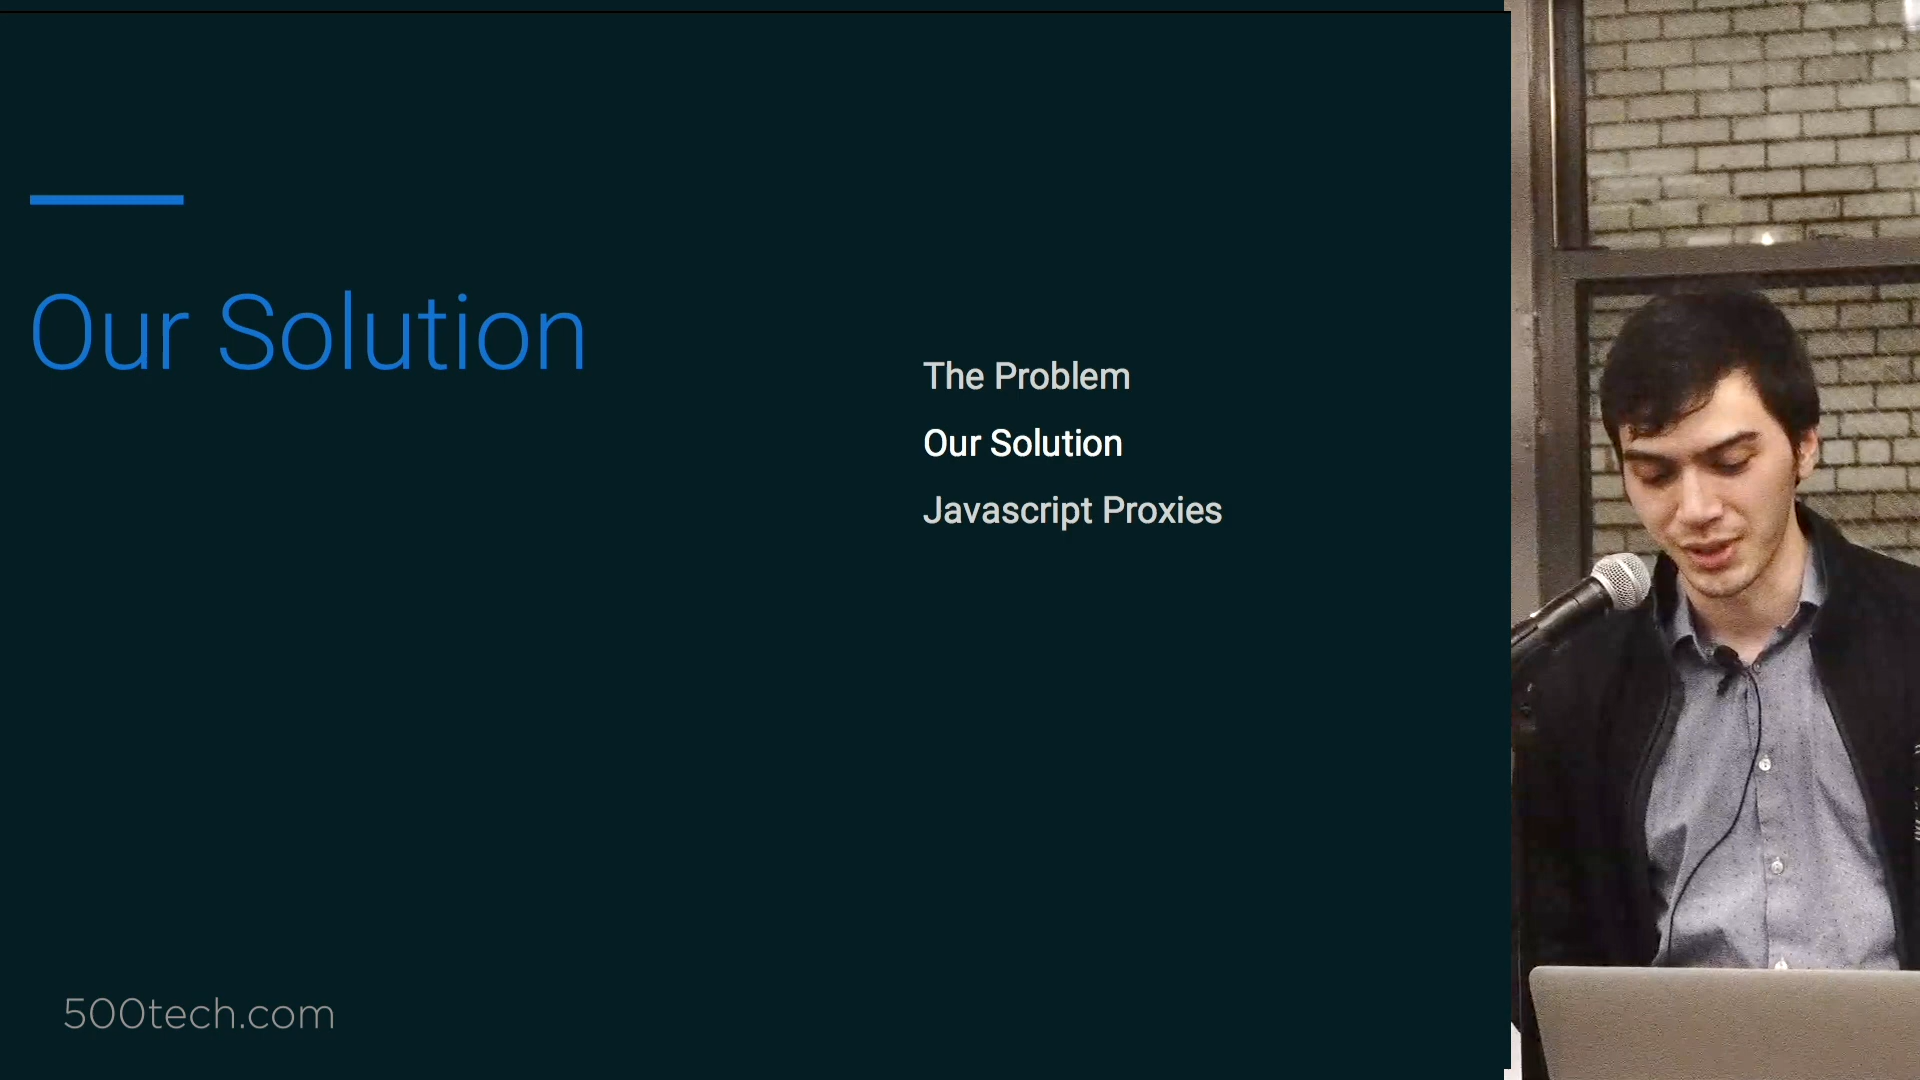 Our Solution
The Problem
Our Solution
Javascript Proxies
500tech.com